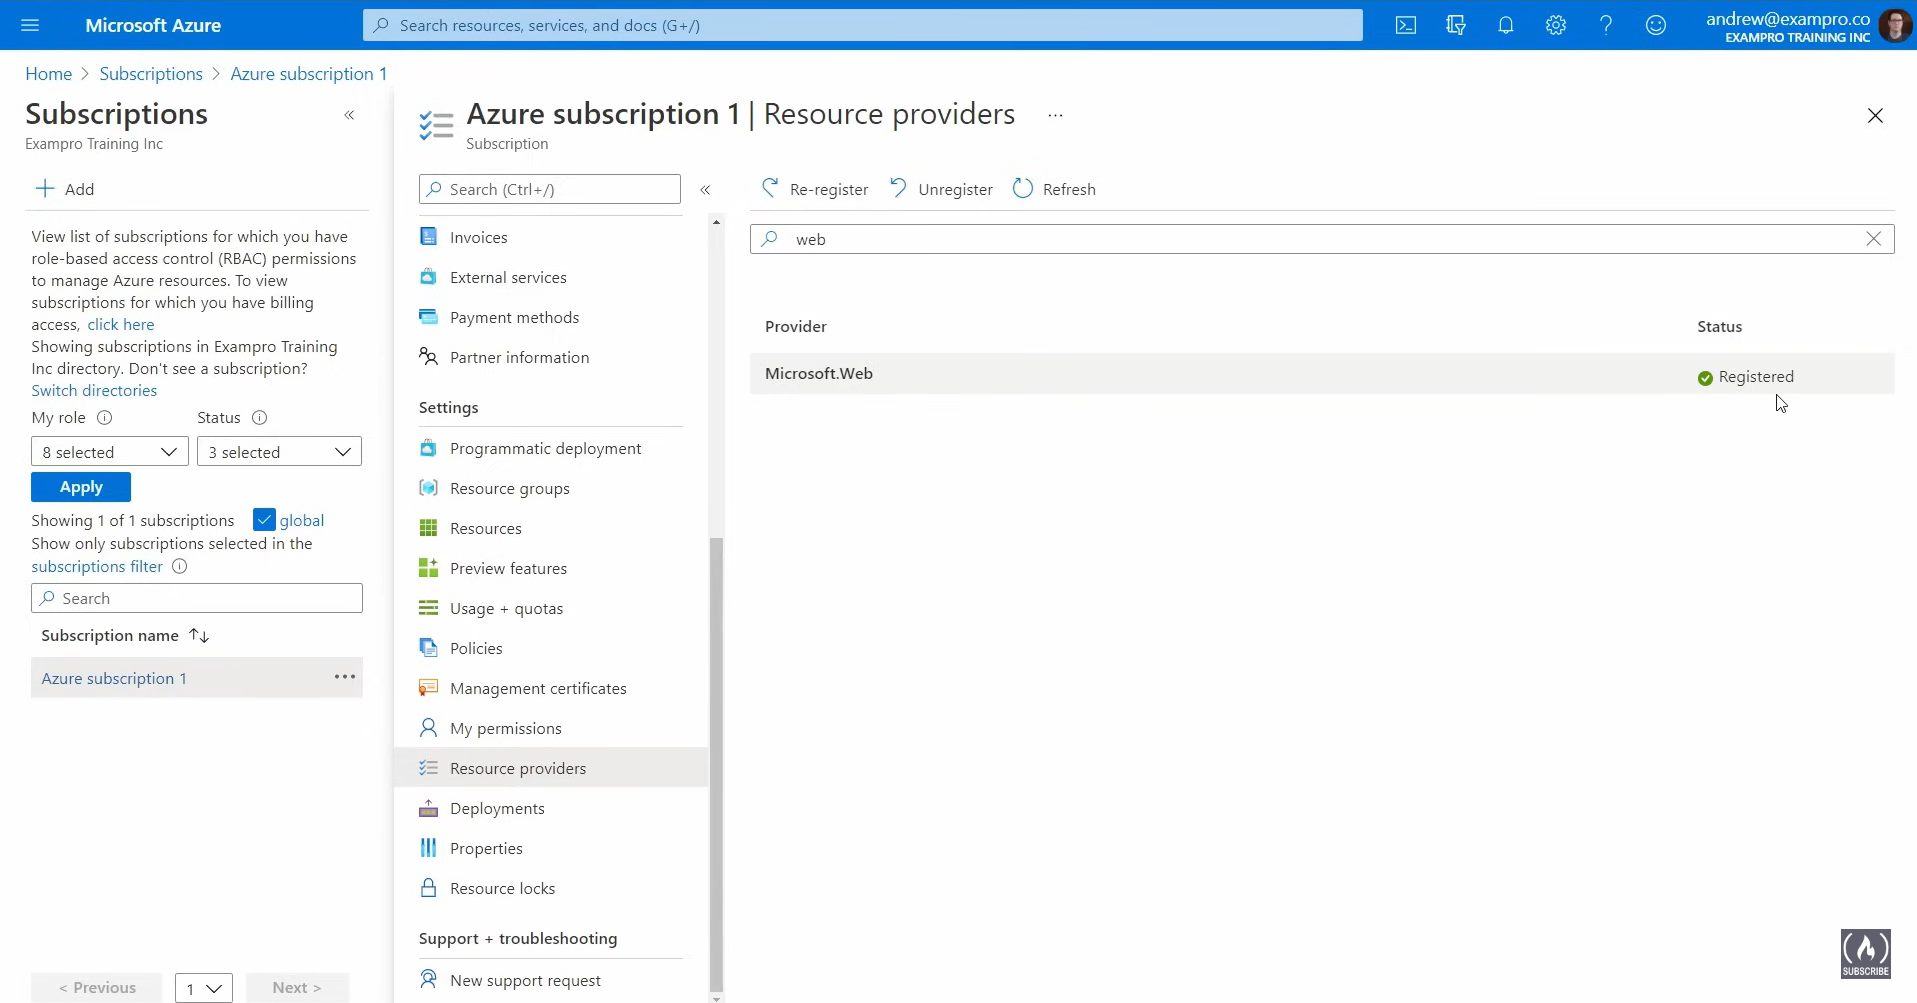 Microsoft Azure
Search resources, services, and docs (G+/)
andrew@exampro.co
EXAMPRO TRAINING INC
Home > Subscriptions > Azure subscription 1
Subscriptions
Exampro Training Inc
Add
View list of subscriptions for which you have
role-based access control (RBAC) permissions
to manage Azure resources. To view
subscriptions for which you have billing
access, click here
Showing subscriptions in Exampro Training
Inc directory. Don't see a subscription?
Switch directories
My role Status
8 selected 3 selected
Apply
Showing 1 of 1 subscriptions global
Show only subscriptions selected in the
subscriptions filter
Search
Subscription name
Azure subscription 1
< Previous 1 Next >
Azure subscription 1 | Resource providers
Subscription
Search (Ctrl+/)
Invoices
External services
Payment methods
Partner information
Settings
Programmatic deployment
Resource groups
Resources
Preview features
Usage + quotas
Policies
Management certificates
My permissions
Resource providers
Deployments
Properties
Resource locks
Support + troubleshooting
New support request
Re-register Unregister Refresh
web
Provider Status
Microsoft.Web Registered
SUBSCRIBE